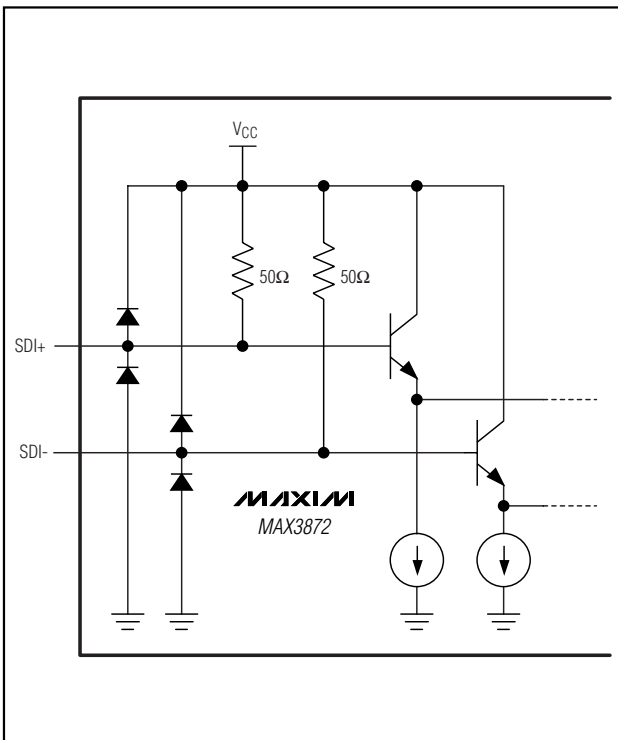 VCC
50Ω
50Ω
SDI+
SDI-
MAXIM
MAX3872